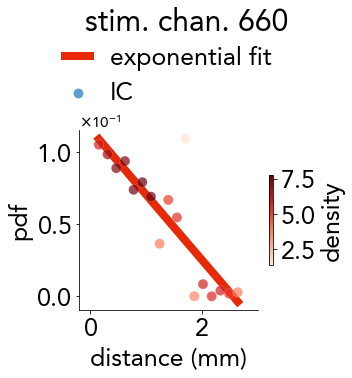 stim. chan. 660
exponential fit
IC
×10⁻¹
1.0
0.5
0.0
pdf
0
2
distance (mm)
7.5
5.0
2.5
density